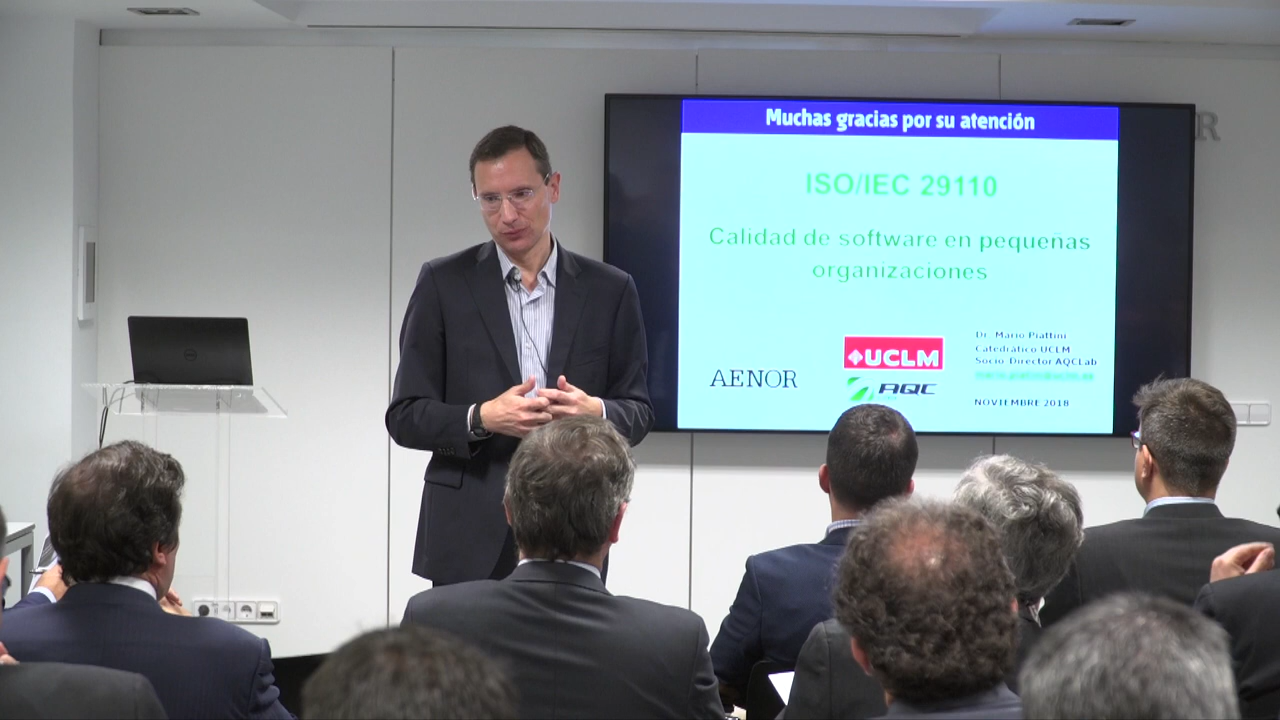 Muchas gracias por su atención
ISO/IEC 29110
Calidad de software en pequeñas
organizaciones
Dr. Mario Piattini
Catedrático UCLM
Socio-Director AQCLab
UCLM
AENOR
AQC
NOVIEMBRE 2018
R
DELL